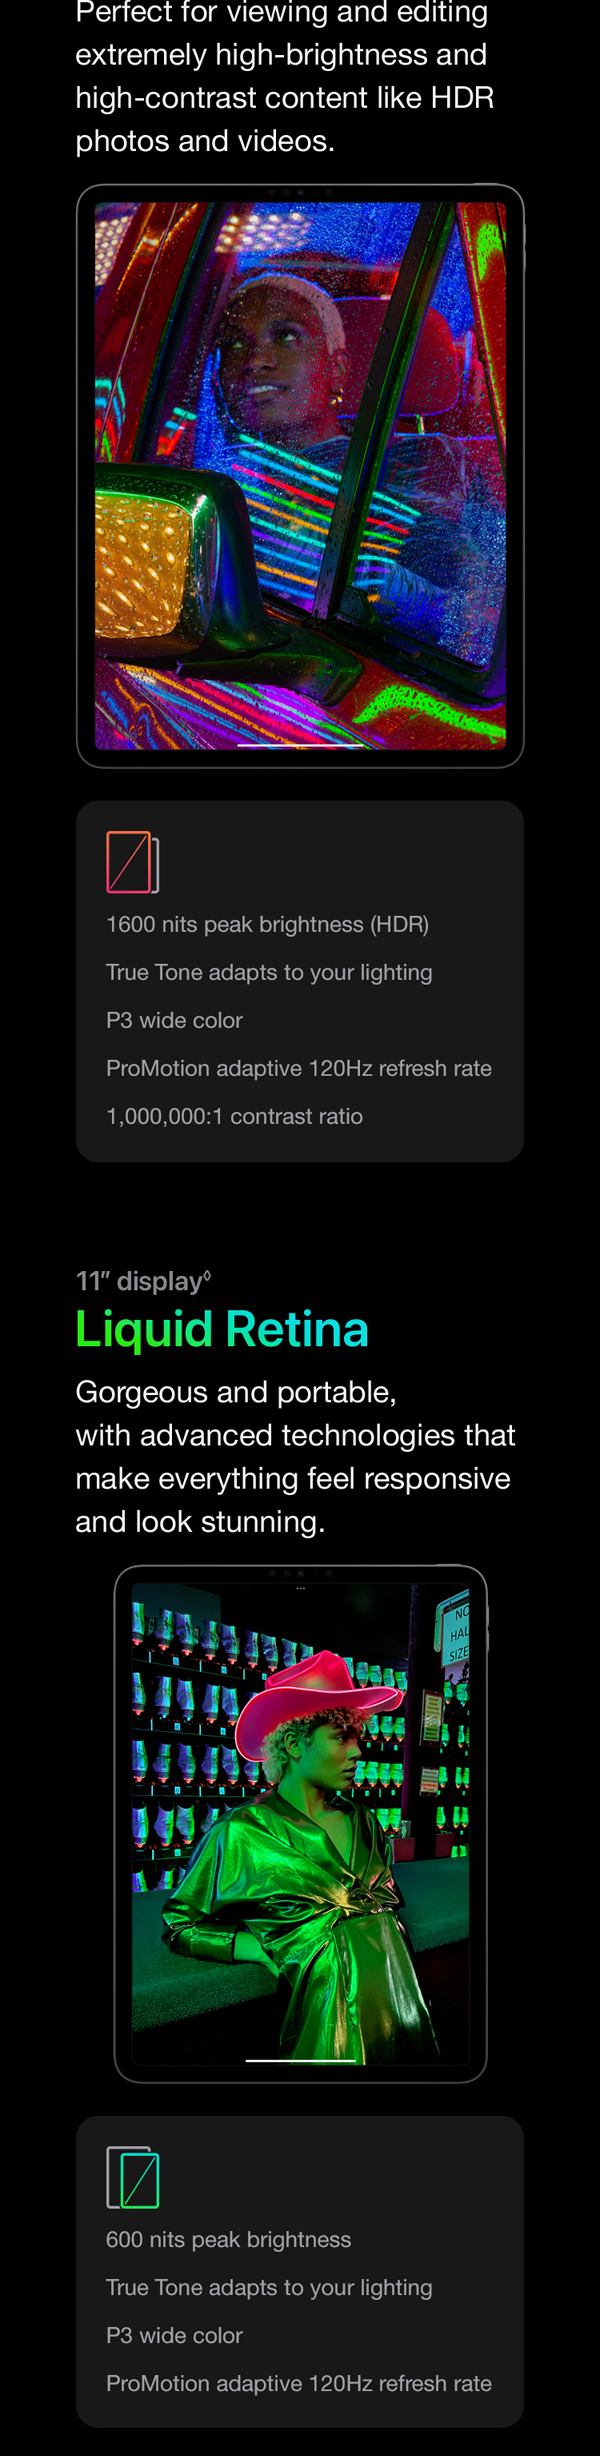 Perfect for viewing and editing
extremely high-brightness and
high-contrast content like HDR
photos and videos.
1600 nits peak brightness (HDR)
True Tone adapts to your lighting
P3 wide color
ProMotion adaptive 120Hz refresh rate
1,000,000:1 contrast ratio
11″ display◊
Liquid Retina
Gorgeous and portable,
with advanced technologies that
make everything feel responsive
and look stunning.
NO
HAL
SIZE
600 nits peak brightness
True Tone adapts to your lighting
P3 wide color
ProMotion adaptive 120Hz refresh rate